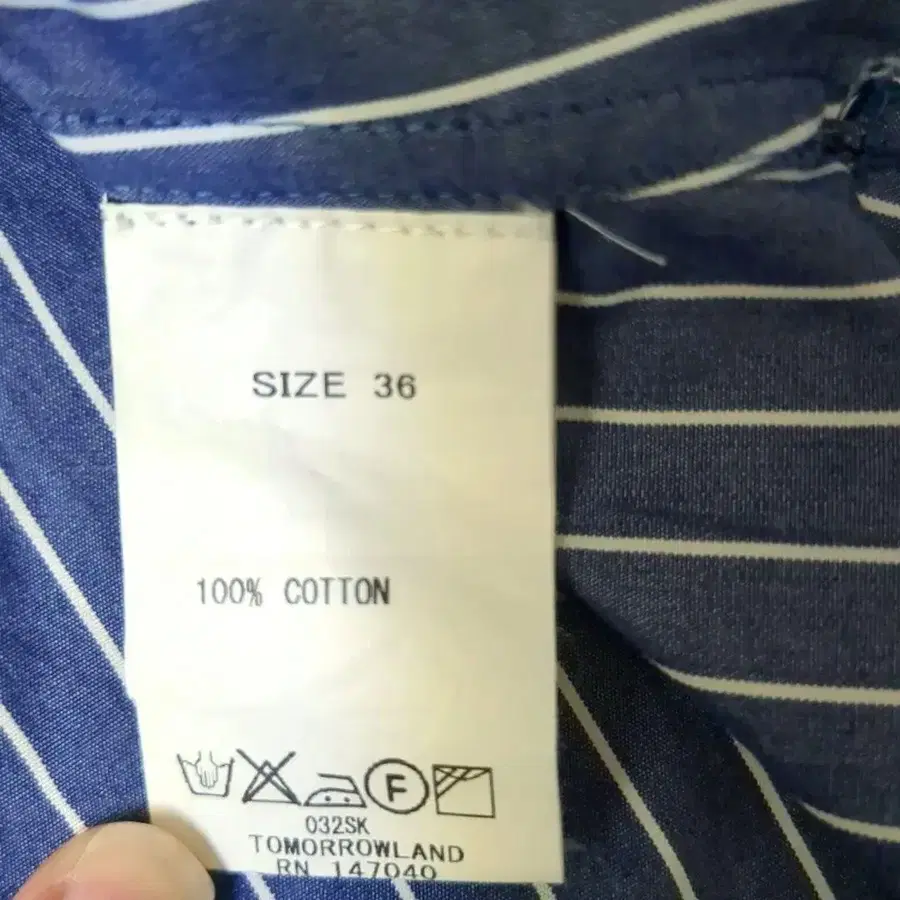 SIZE 36
100% COTTON
F
032SK
TOMORROWLAND
RN 147040